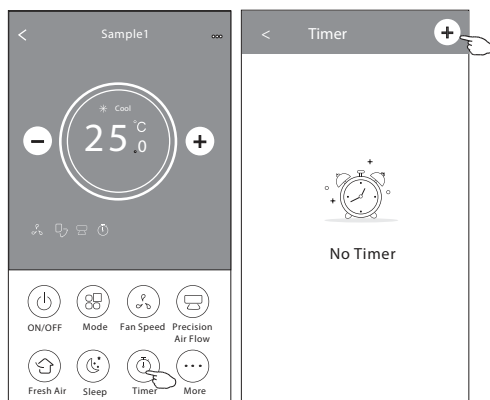 < Sample1
Cool
25.0 °C
ON/OFF Mode Fan Speed Precision
Air Flow
Fresh Air Sleep Timer More
< Timer +
No Timer